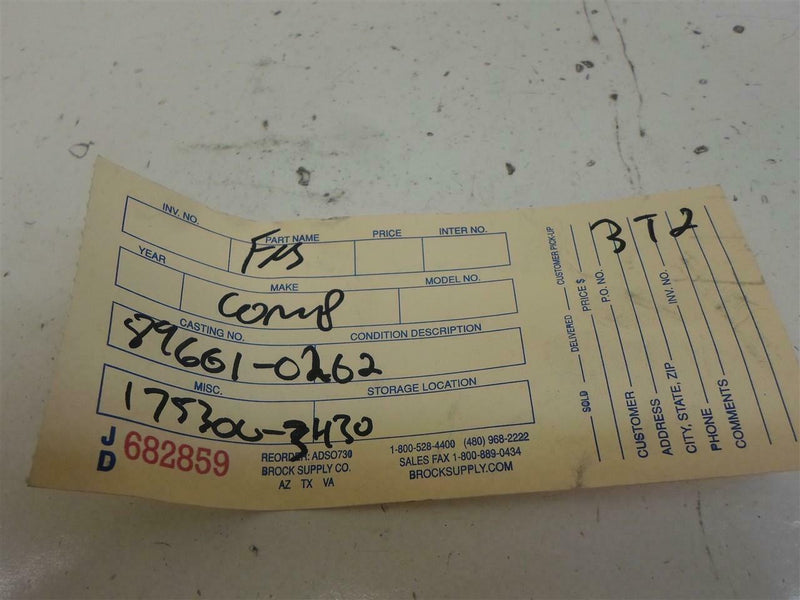 INV. NO.
PART NAME PRICE INTER NO.
YEAR
MAKE MODEL NO.
comp
CASTING NO. CONDITION DESCRIPTION
89661-0262
MISC. STORAGE LOCATION
175300-3430
JD 682859
REORDER: ADSO730
BROCK SUPPLY CO.
AZ TX VA
1-800-528-4400 (480) 968-2222
SALES FAX 1-800-889-0434
BROCKSUPPLY.COM
SOLD DELIVERED CUSTOMER PICK-UP
PRICE $
P.O. NO.
BT2
CUSTOMER
ADDRESS
CITY, STATE, ZIP INV. NO.
PHONE
COMMENTS